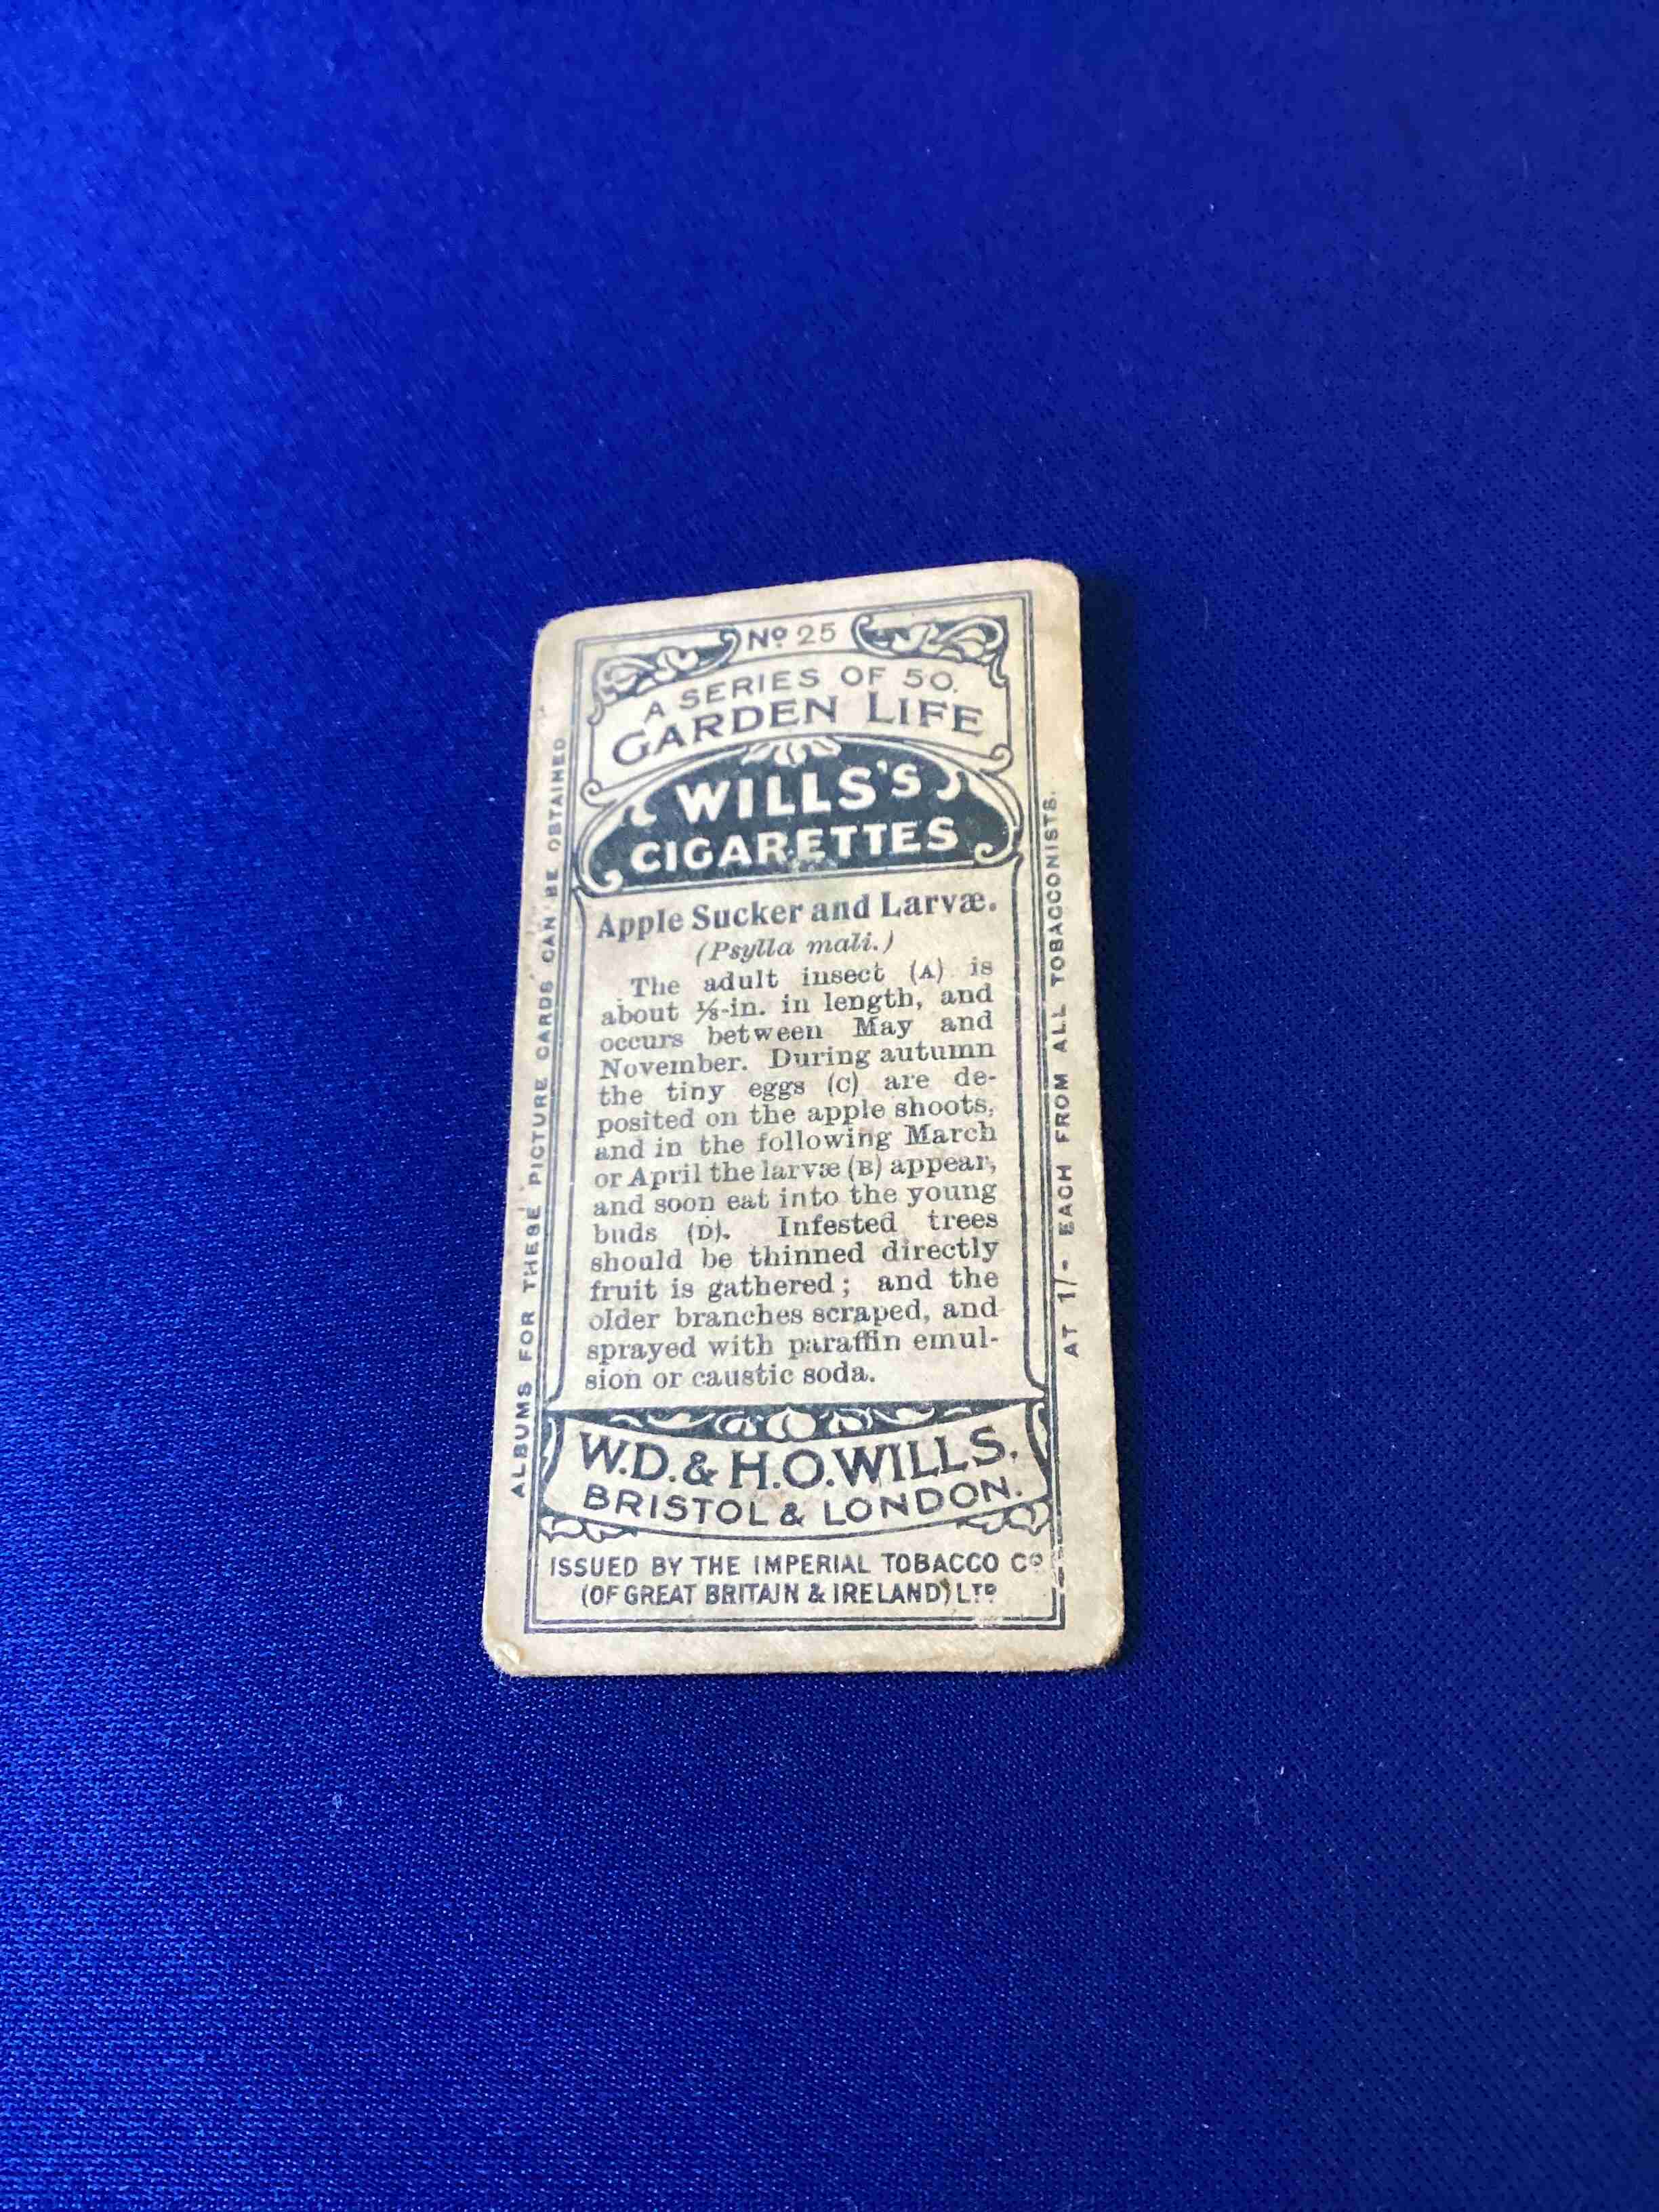 Nº 25
A SERIES OF 50.
GARDEN LIFE
WILLS'S
CIGARETTES
Apple Sucker and Larvæ.
(Psylla mali.)
The adult insect (A) is
about ⅛-in. in length, and
occurs between May and
November. During autumn
the tiny eggs (C) are de-
posited on the apple shoots,
and in the following March
or April the larvæ (B) appear,
and soon eat into the young
buds (D). Infested trees
should be thinned directly
fruit is gathered; and the
older branches scraped, and
sprayed with paraffin emul-
sion or caustic soda.
W.D. & H.O. WILLS.
BRISTOL & LONDON.
ISSUED BY THE IMPERIAL TOBACCO Cº
(OF GREAT BRITAIN & IRELAND) LTD
ALBUMS FOR THESE PICTURE CARDS CAN BE OBTAINED
AT 1/- EACH FROM ALL TOBACCONISTS.